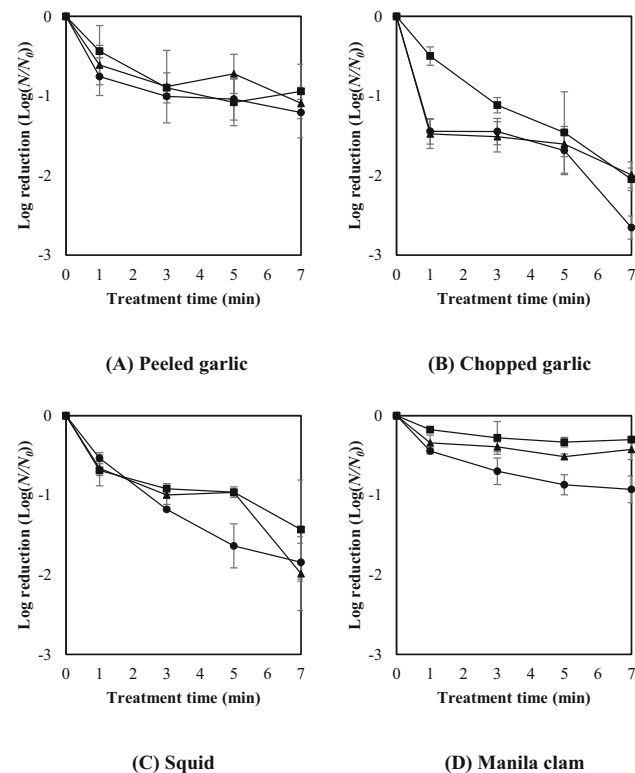 Log reduction (Log(N/N0))
0
-1
-2
-3
0 1 2 3 4 5 6 7
Treatment time (min)
(A) Peeled garlic
Log reduction (Log(N/N0))
0
-1
-2
-3
0 1 2 3 4 5 6 7
Treatment time (min)
(B) Chopped garlic
Log reduction (Log(N/N0))
0
-1
-2
-3
0 1 2 3 4 5 6 7
Treatment time (min)
(C) Squid
Log reduction (Log(N/N0))
0
-1
-2
-3
0 1 2 3 4 5 6 7
Treatment time (min)
(D) Manila clam